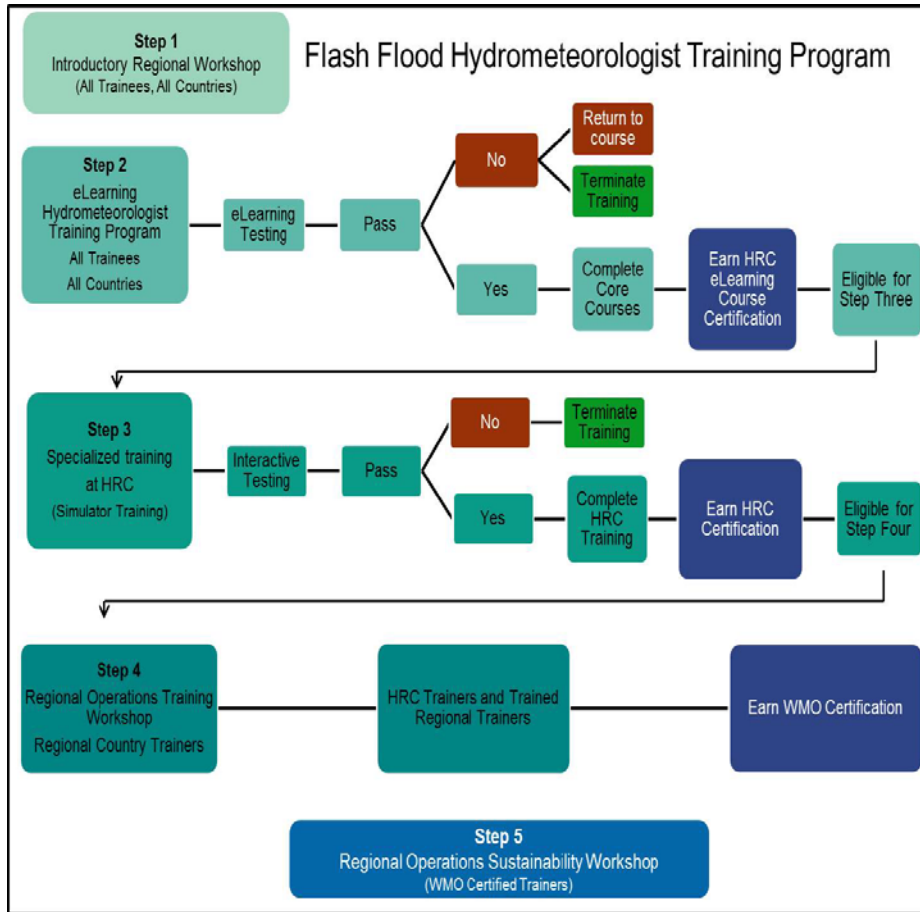 Step 1
Introductory Regional Workshop
(All Trainees, All Countries)
Flash Flood Hydrometeorologist Training Program
Step 2
eLearning
Hydrometeorologist
Training Program
All Trainees
All Countries
eLearning
Testing
Pass
No
Return to
course
Terminate
Training
Yes
Complete
Core
Courses
Earn HRC
eLearning
Course
Certification
Eligible for
Step Three
Step 3
Specialized training
at HRC
(Simulator Training)
Interactive
Testing
Pass
No
Terminate
Training
Yes
Complete
HRC
Training
Earn HRC
Certification
Eligible for
Step Four
Step 4
Regional Operations Training
Workshop
Regional Country Trainers
HRC Trainers and Trained
Regional Trainers
Earn WMO Certification
Step 5
Regional Operations Sustainability Workshop
(WMO Certified Trainers)